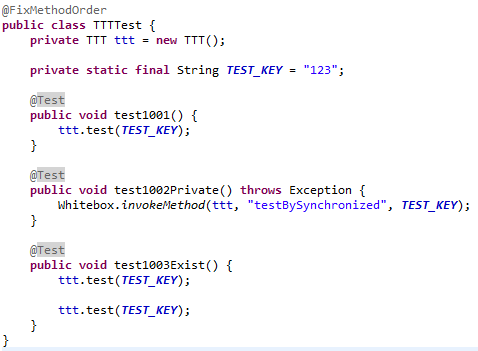 @FixMethodOrder
public class TTTTest {
    private TTT ttt = new TTT();

    private static final String TEST_KEY = "123";

    @Test
    public void test1001() {
        ttt.test(TEST_KEY);
    }

    @Test
    public void test1002Private() throws Exception {
        Whitebox.invokeMethod(ttt, "testBySynchronized", TEST_KEY);
    }

    @Test
    public void test1003Exist() {
        ttt.test(TEST_KEY);

        ttt.test(TEST_KEY);
    }
}